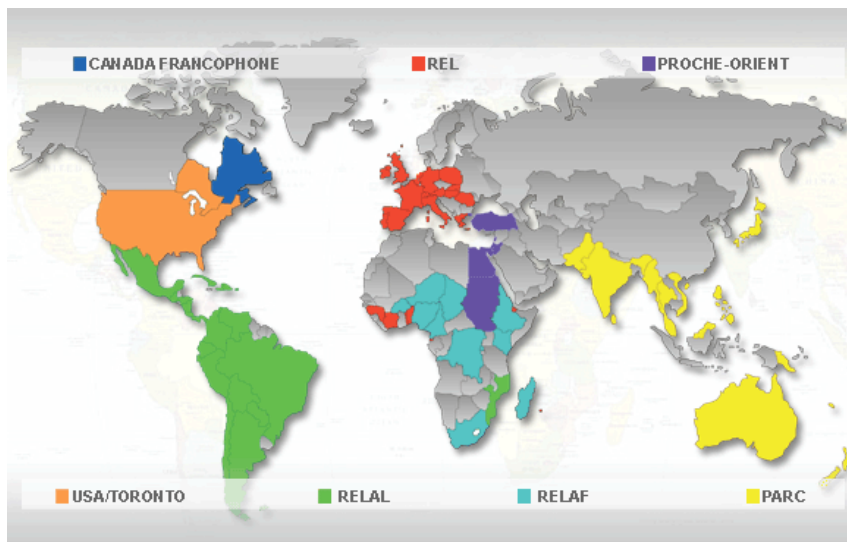 CANADA FRANCOPHONE
REL
PROCHE-ORIENT
USA/TORONTO
RELAL
RELAF
PARC